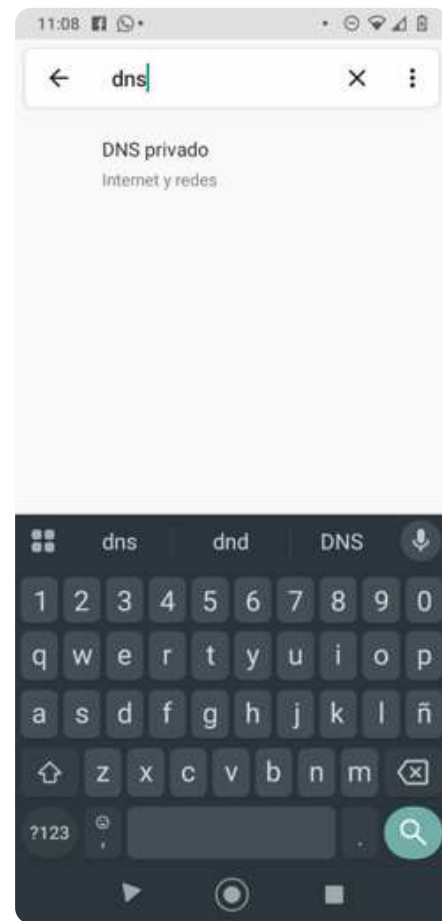 11:08
dns
DNS privado
Internet y redes
dns dnd DNS
1 2 3 4 5 6 7 8 9 0
q w e r t y u i o p
a s d f g h j k l ñ
z x c v b n m
?123 , .